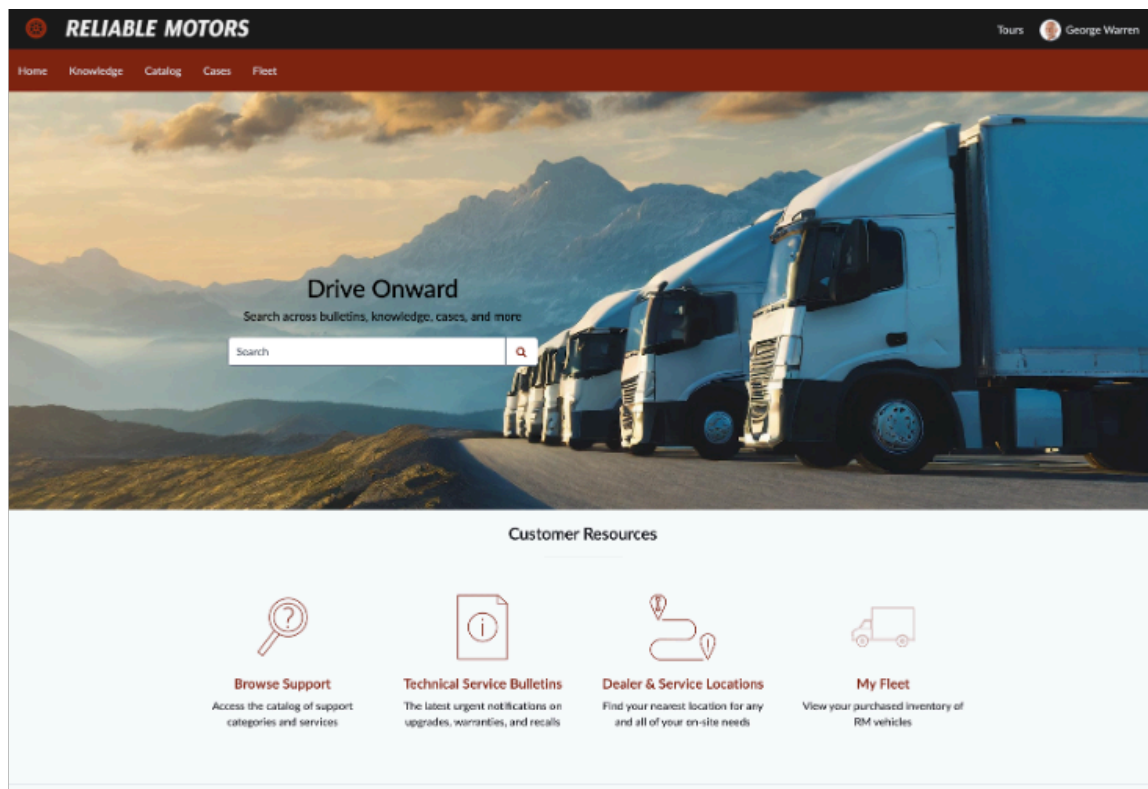 RELIABLE MOTORS
Tours
George Warren
Home Knowledge Catalog Cases Fleet
Drive Onward
Search across bulletins, knowledge, cases, and more
Search
Customer Resources
Browse Support
Access the catalog of support
categories and services
Technical Service Bulletins
The latest urgent notifications on
upgrades, warranties, and recalls
Dealer & Service Locations
Find your nearest location for any
and all of your on-site needs
My Fleet
View your purchased inventory of
RM vehicles